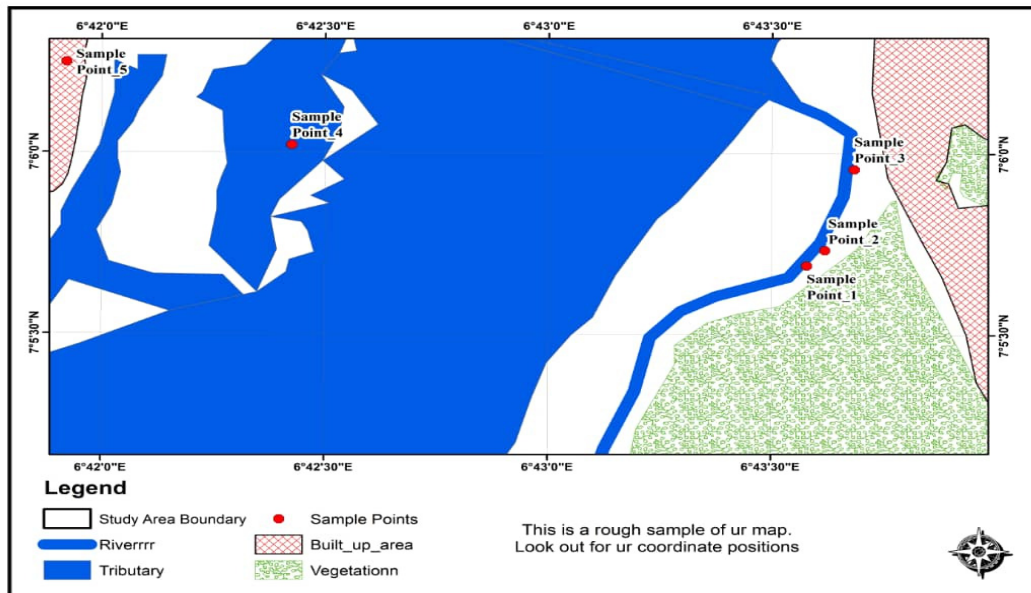 6°42'0"E
6°42'30"E
6°43'0"E
6°43'30"E
Sample
Point_5
Sample
Point_4
7°6'0"N
7°6'0"N
Sample
Point_3
Sample
Point_2
Sample
Point_1
7°5'30"N
7°5'30"N
6°42'0"E
6°42'30"E
6°43'0"E
6°43'30"E
Legend
Study Area Boundary
Sample Points
Riverrrr
Built_up_area
Tributary
Vegetationn
This is a rough sample of ur map.
Look out for ur coordinate positions